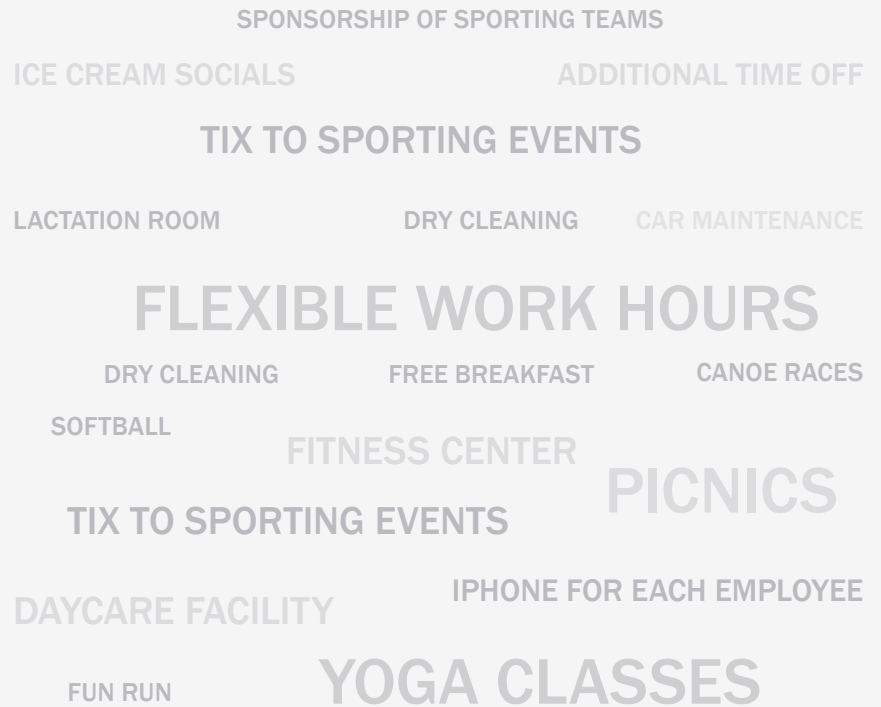 SPONSORSHIP OF SPORTING TEAMS
ICE CREAM SOCIALS
ADDITIONAL TIME OFF
TIX TO SPORTING EVENTS
LACTATION ROOM
DRY CLEANING
CAR MAINTENANCE
FLEXIBLE WORK HOURS
DRY CLEANING
FREE BREAKFAST
CANOE RACES
SOFTBALL
FITNESS CENTER
PICNICS
TIX TO SPORTING EVENTS
IPHONE FOR EACH EMPLOYEE
DAYCARE FACILITY
YOGA CLASSES
FUN RUN